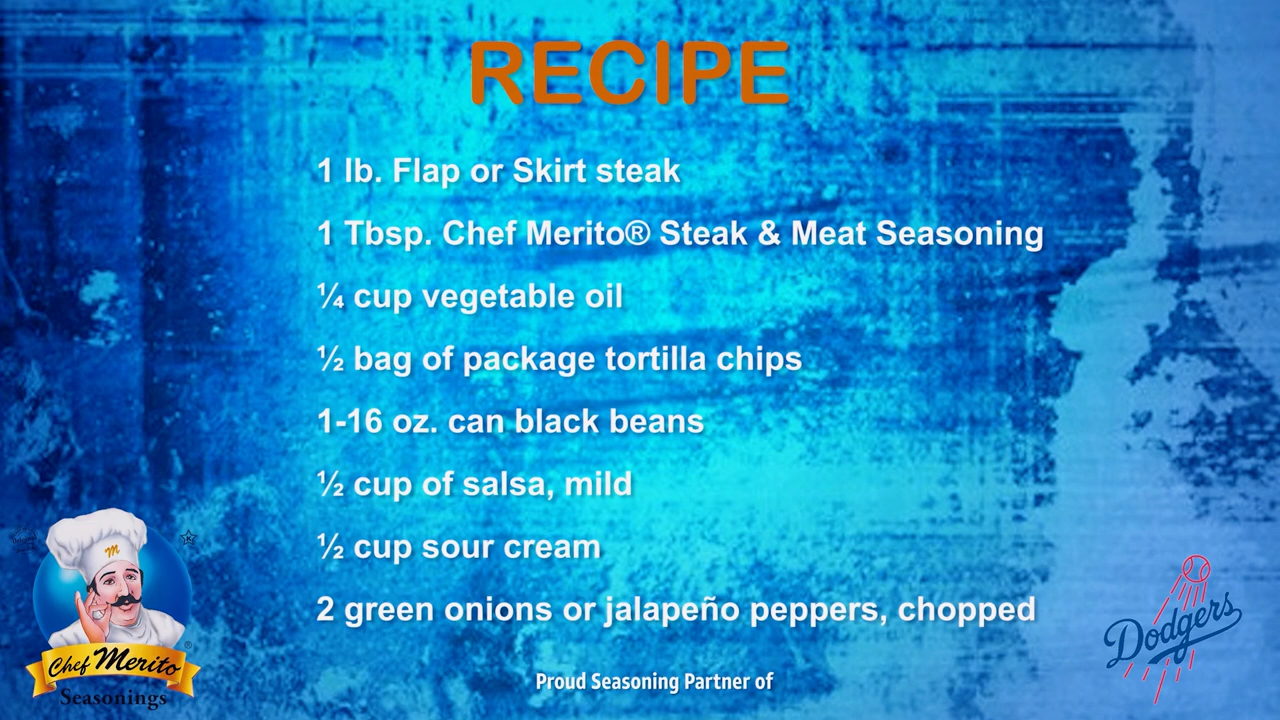 RECIPE
1 lb. Flap or Skirt steak
1 Tbsp. Chef Merito® Steak & Meat Seasoning
¼ cup vegetable oil
½ bag of package tortilla chips
1-16 oz. can black beans
½ cup of salsa, mild
½ cup sour cream
2 green onions or jalapeño peppers, chopped
M
Chef Merito®
Seasonings
Proud Seasoning Partner of
Dodgers